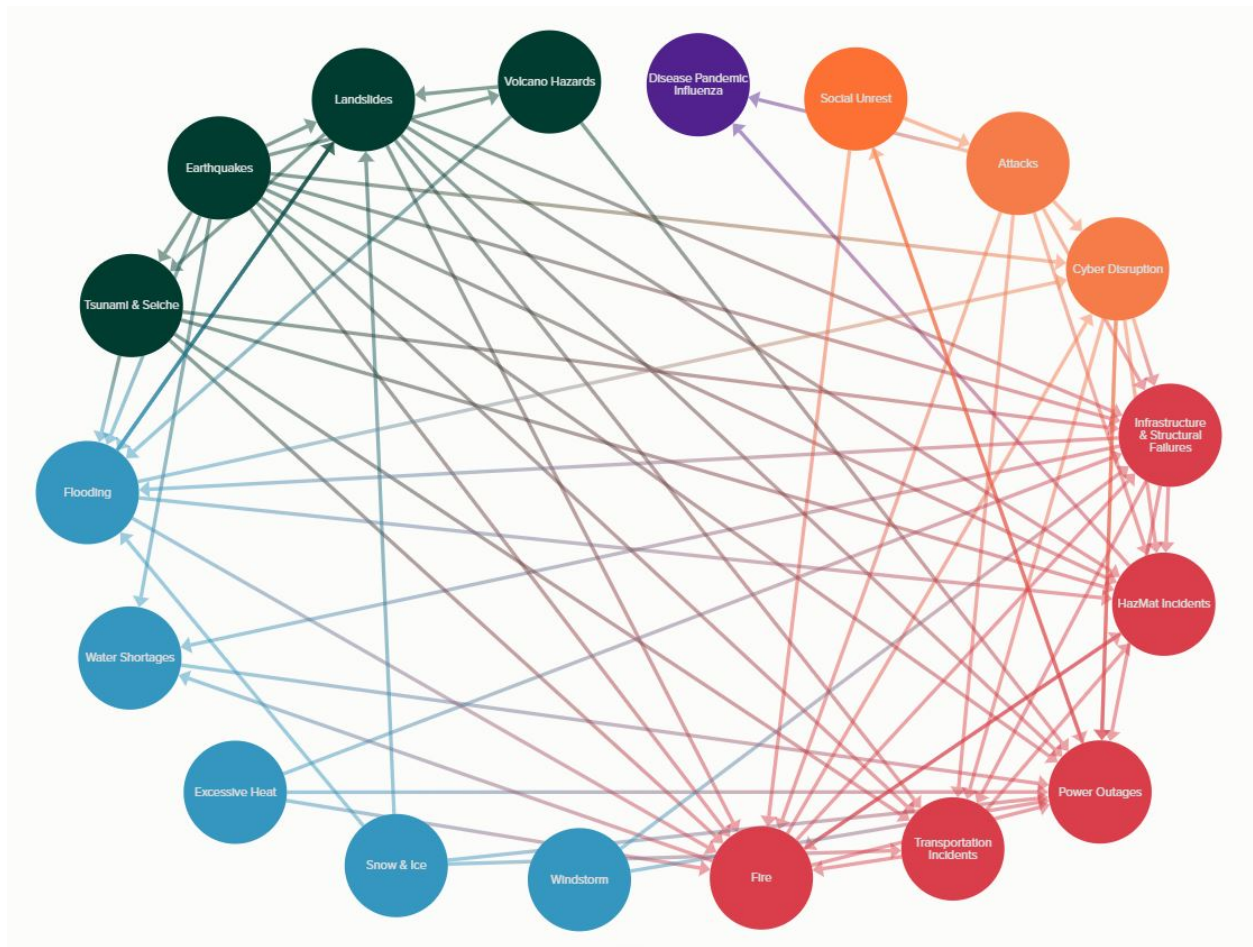 Volcano Hazards
Disease Pandemic
Influenza
Social Unrest
Landslides
Attacks
Earthquakes
Cyber Disruption
Tsunami & Seiche
Infrastructure
& Structural
Failures
Flooding
HazMat Incidents
Water Shortages
Excessive Heat
Power Outages
Transportation
Incidents
Snow & Ice
Windstorm
Fire